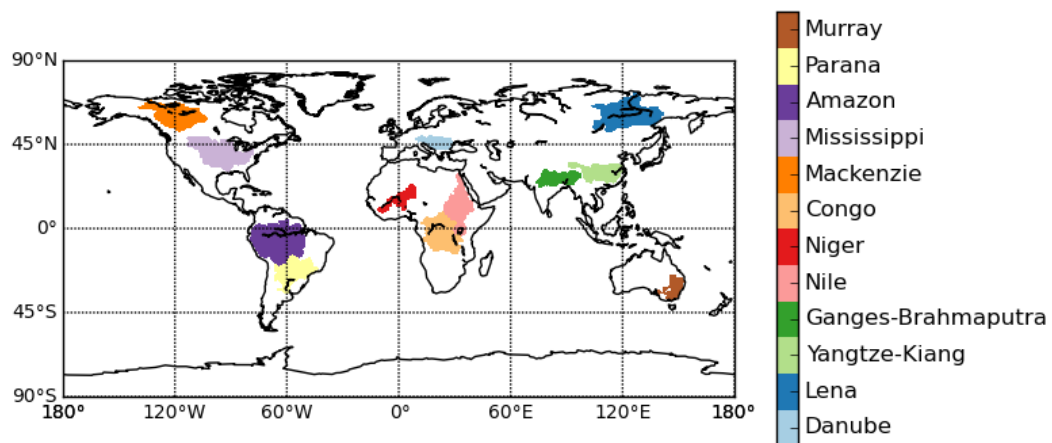 Murray
90°N
Parana
Amazon
45°N
Mississippi
Mackenzie
0°
Congo
Niger
Nile
45°S
Ganges-Brahmaputra
Yangtze-Kiang
90°S
Lena
180° 120°W 60°W 0° 60°E 120°E 180°
Danube